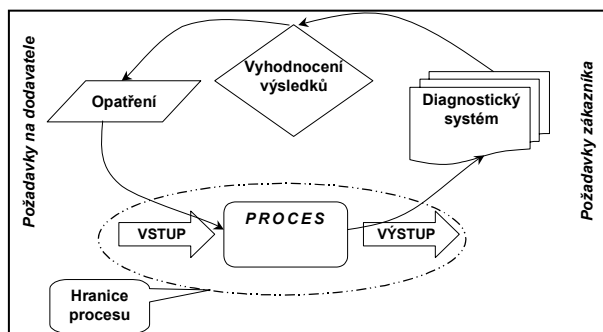 Požadavky na dodavatele
Opatření
Vyhodnocení
výsledků
Diagnostický
systém
Požadavky zákazníka
VSTUP
PROCES
VÝSTUP
Hranice
procesu